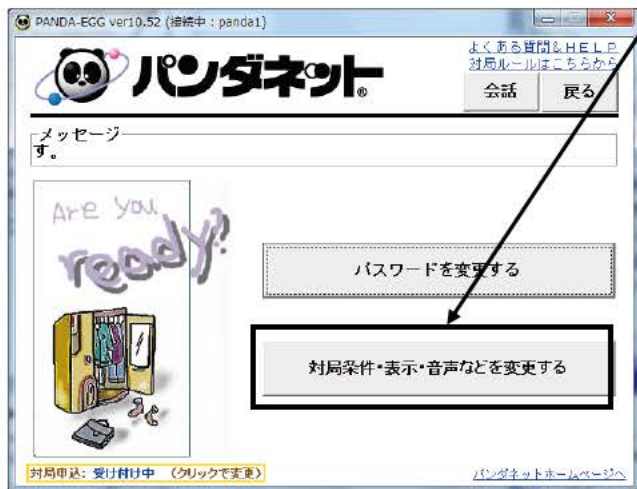 PANDA-EGG ver10.52 (接続中 : panda1)
パンダネット®
よくある質問&HELP
対局ルールはこちらから
会話
戻る
メッセージ
す。
Are you
ready?
パスワードを変更する
対局条件・表示・音声などを変更する
対局申込: 受け付け中 (クリックで変更)
パンダネットホームページへ